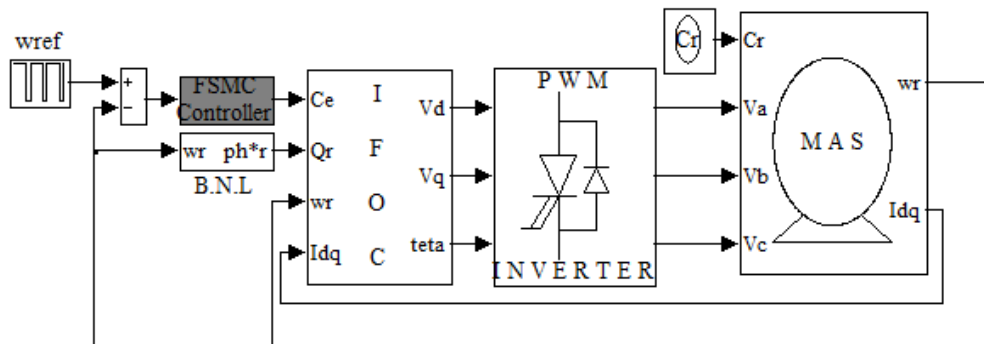 wref
+
−
FSMC
Controller
wr ph*r
B.N.L
Ce
Qr
wr
Idq
I
F
O
C
Vd
Vq
teta
P W M
I N V E R T E R
Cr
Cr
Va
Vb
Vc
M A S
wr
Idq